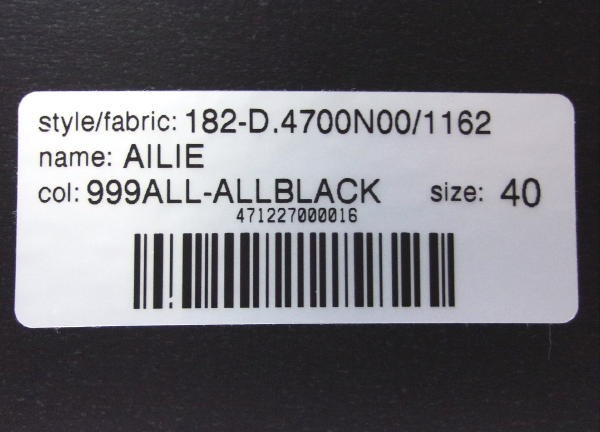 style/fabric: 182-D.4700N00/1162
name: AILIE
col: 999ALL-ALLBLACK size: 40
471227000016